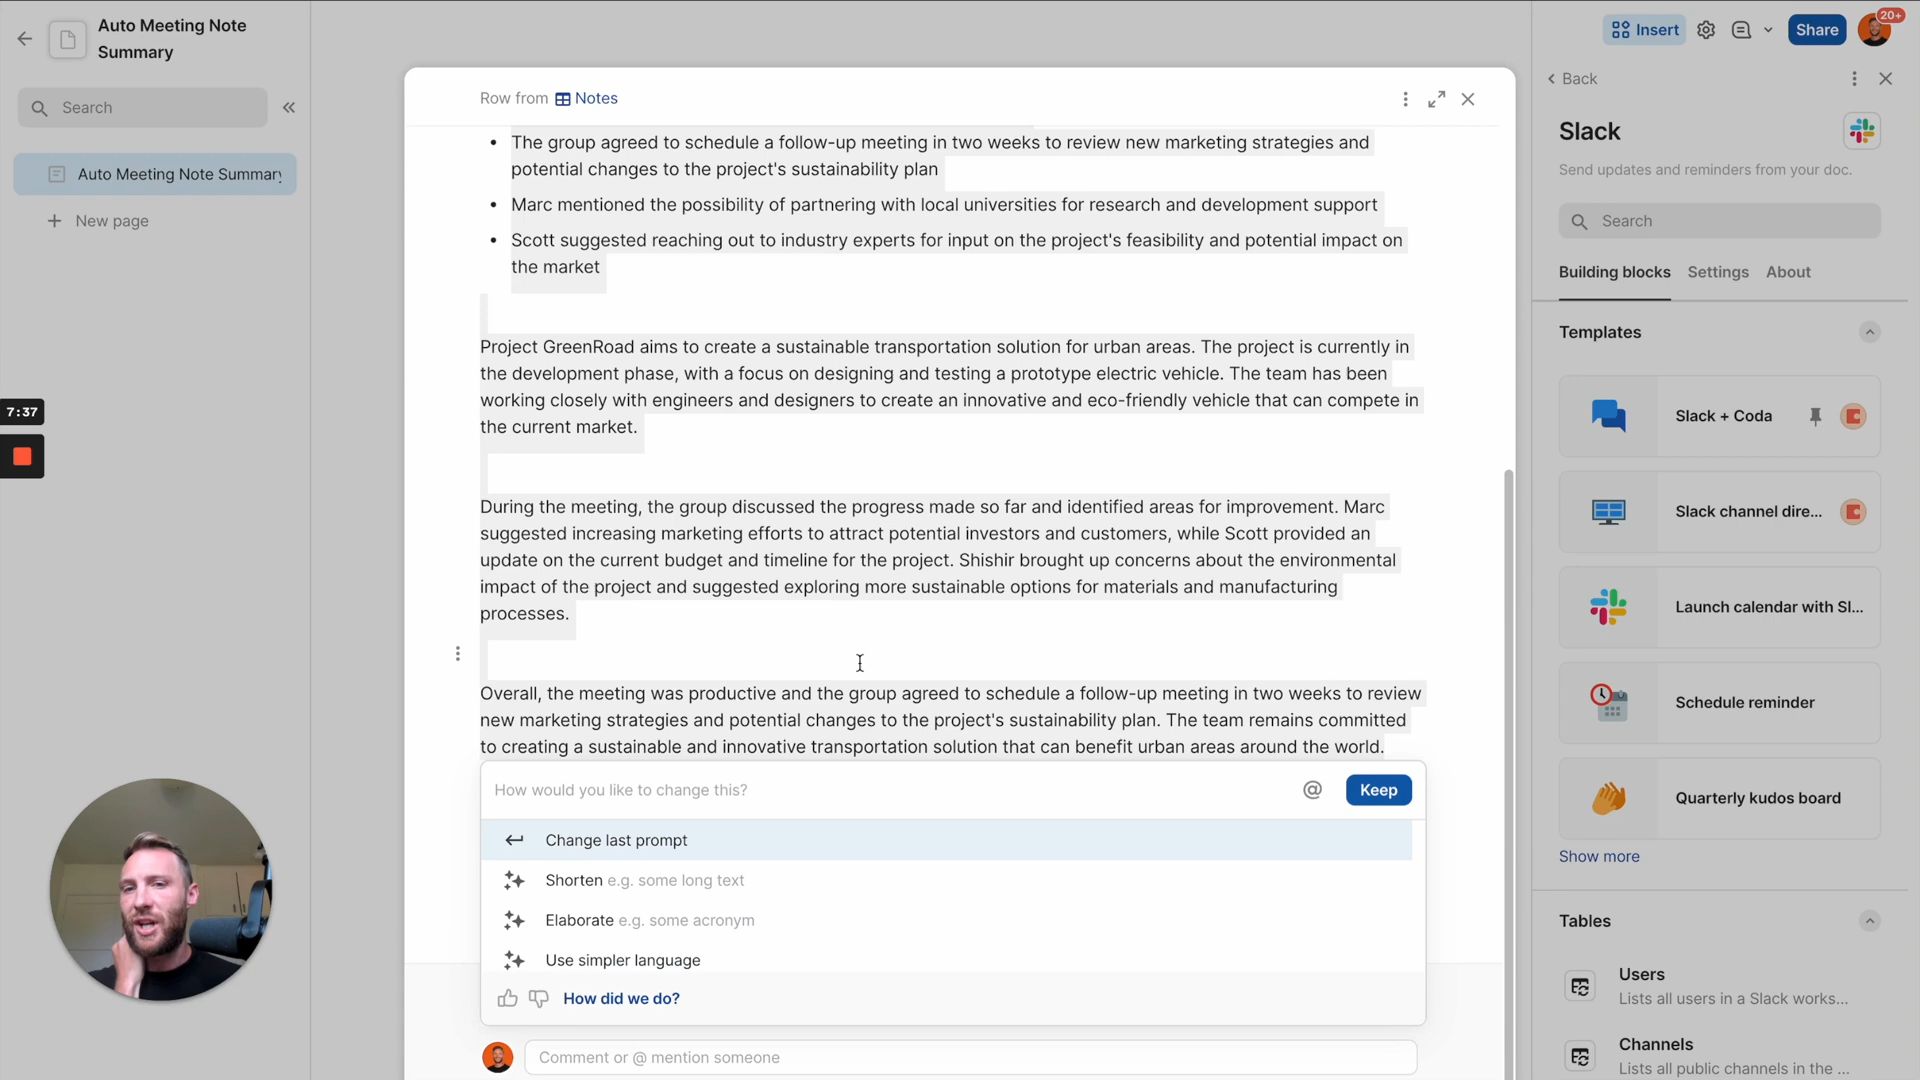 Auto Meeting Note
Summary
Search
Auto Meeting Note Summary
New page
7:37
Row from Notes
The group agreed to schedule a follow-up meeting in two weeks to review new marketing strategies and
potential changes to the project's sustainability plan
Marc mentioned the possibility of partnering with local universities for research and development support
Scott suggested reaching out to industry experts for input on the project's feasibility and potential impact on
the market
Project GreenRoad aims to create a sustainable transportation solution for urban areas. The project is currently in
the development phase, with a focus on designing and testing a prototype electric vehicle. The team has been
working closely with engineers and designers to create an innovative and eco-friendly vehicle that can compete in
the current market.
During the meeting, the group discussed the progress made so far and identified areas for improvement. Marc
suggested increasing marketing efforts to attract potential investors and customers, while Scott provided an
update on the current budget and timeline for the project. Shishir brought up concerns about the environmental
impact of the project and suggested exploring more sustainable options for materials and manufacturing
processes.
Overall, the meeting was productive and the group agreed to schedule a follow-up meeting in two weeks to review
new marketing strategies and potential changes to the project's sustainability plan. The team remains committed
to creating a sustainable and innovative transportation solution that can benefit urban areas around the world.
How would you like to change this?
@
Keep
Change last prompt
Shorten e.g. some long text
Elaborate e.g. some acronym
Use simpler language
How did we do?
Comment or @ mention someone
Insert
Share
20+
Back
Slack
Send updates and reminders from your doc.
Search
Building blocks Settings About
Templates
Slack + Coda
Slack channel dire...
Launch calendar with Sl...
Schedule reminder
Quarterly kudos board
Show more
Tables
Users
Lists all users in a Slack works...
Channels
Lists all public channels in the ...